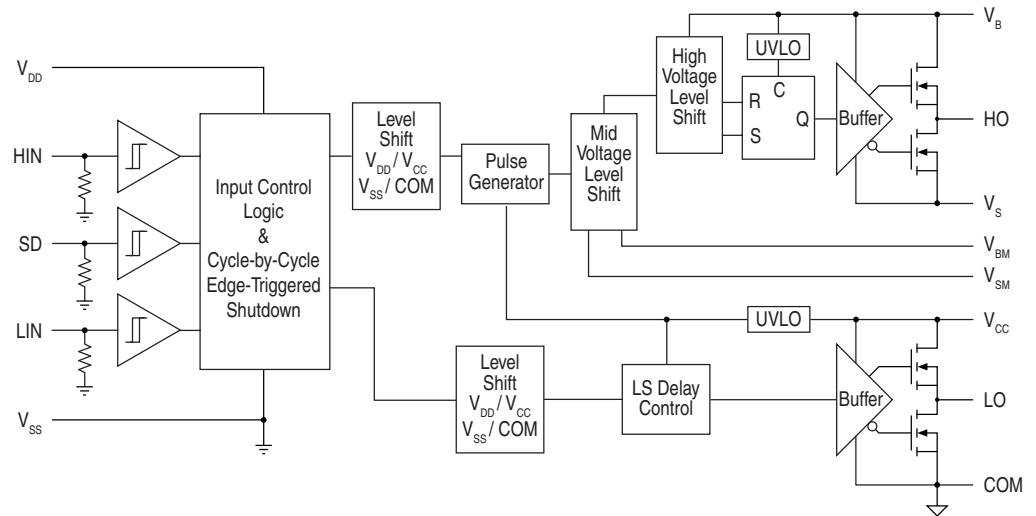 V_DD
HIN
SD
LIN
V_SS
Input Control
Logic
&
Cycle-by-Cycle
Edge-Triggered
Shutdown
Level
Shift
V_DD / V_CC
V_SS / COM
Pulse
Generator
Mid
Voltage
Level
Shift
High
Voltage
Level
Shift
UVLO
C
R
S
Q
Buffer
V_B
HO
V_S
V_BM
V_SM
Level
Shift
V_DD / V_CC
V_SS / COM
LS Delay
Control
UVLO
Buffer
V_CC
LO
COM